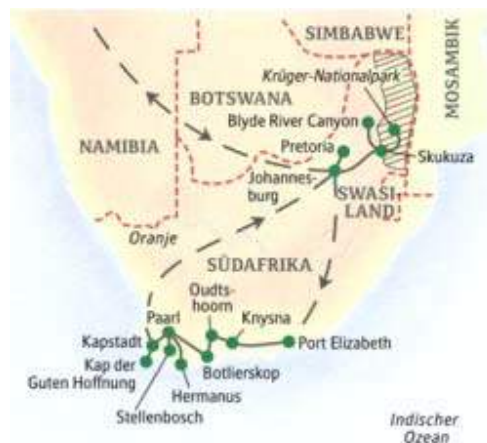 SIMBABWE
MOSAMBIK
Krüger-Nationalpark
BOTSWANA
Blyde River Canyon
NAMIBIA
Pretoria
Skukuza
Johannes-
burg
SWASI-
LAND
Oranje
SÜDAFRIKA
Oudts-
hoorn
Paarl
Knysna
Kapstadt
Port Elizabeth
Kap der
Guten Hoffnung
Botlierskop
Hermanus
Stellenbosch
Indischer
Ozean